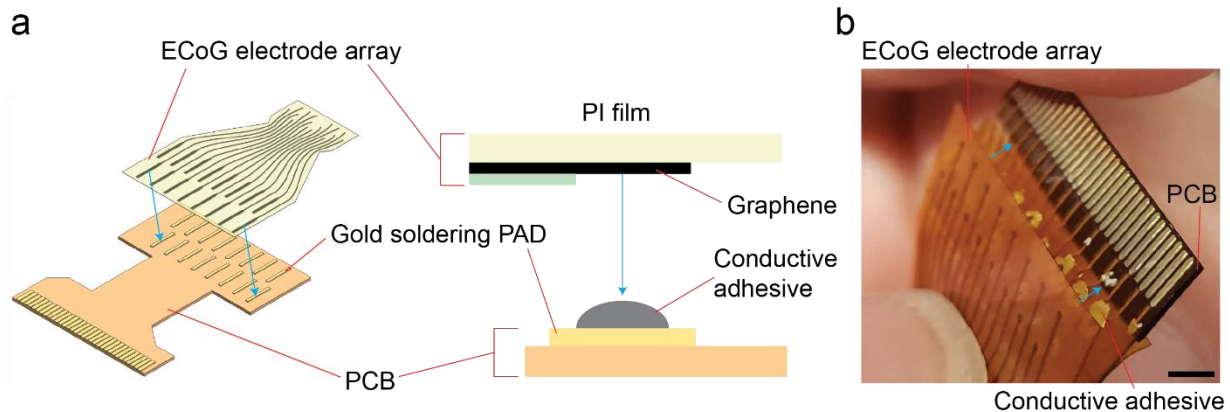 a
ECoG electrode
array
PI film
Graphene
Gold soldering PAD
Conductive
adhesive
PCB
b
ECoG electrode array
PCB
Conductive adhesive